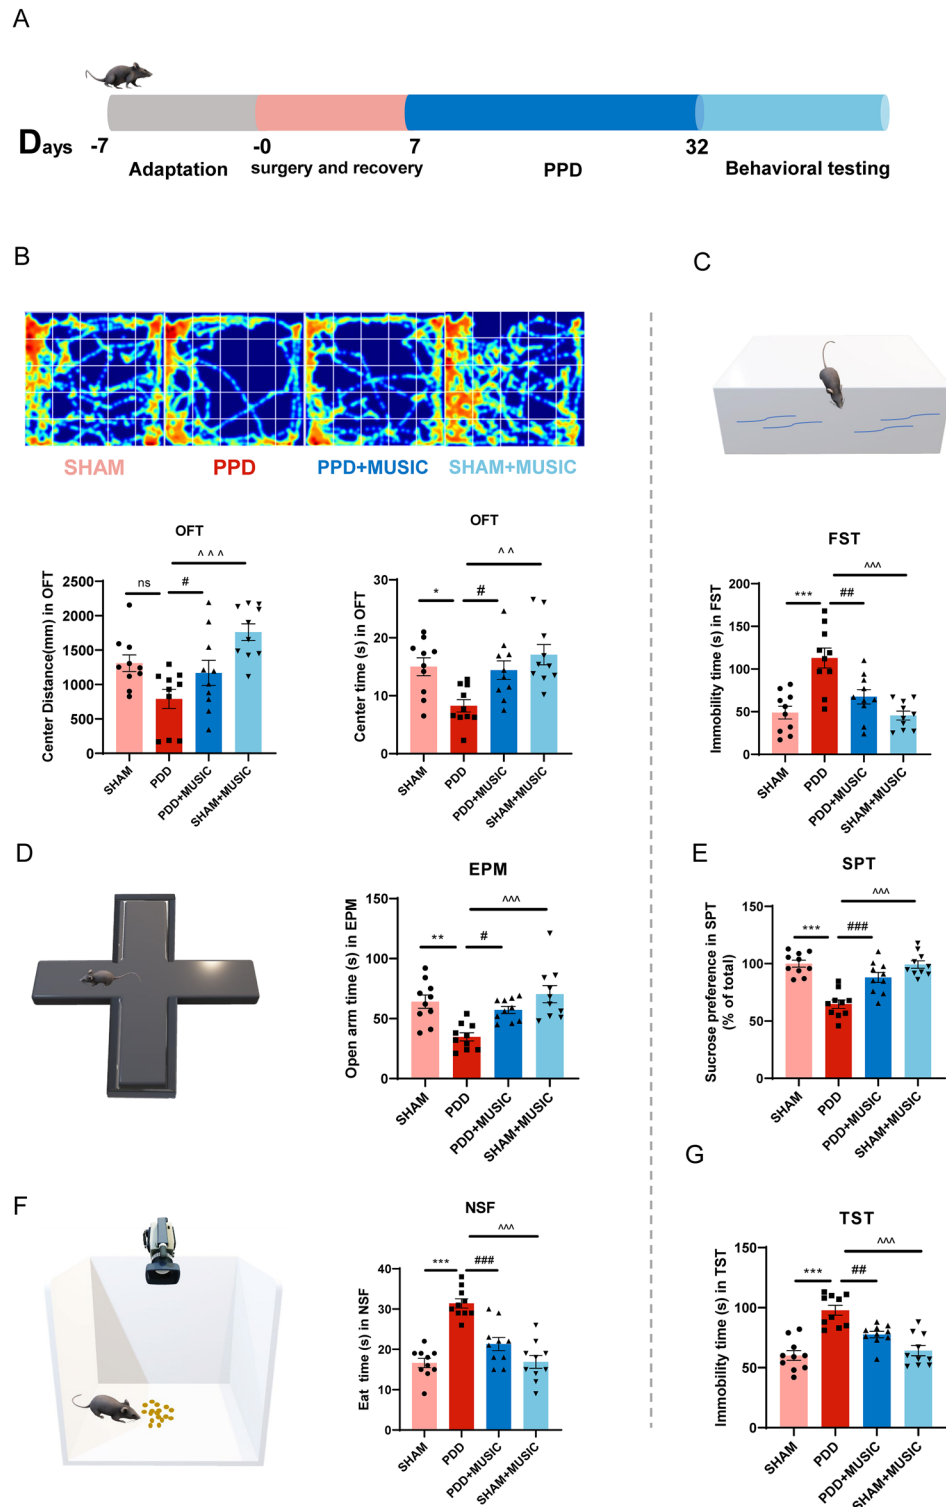 A
Days -7 -0 7 32
Adaptation surgery and recovery PPD Behavioral testing
B
SHAM PPD PPD+MUSIC SHAM+MUSIC
OFT
^ ^ ^
ns #
Center Distance(mm) in OFT
2500
2000
1500
1000
500
0
SHAM PDD PDD+MUSIC SHAM+MUSIC
OFT
^ ^
* #
Center time (s) in OFT
30
20
10
0
SHAM PDD PDD+MUSIC SHAM+MUSIC
C
FST
^^^
*** ##
Immobility time (s) in FST
200
150
100
50
0
SHAM PDD PDD+MUSIC SHAM+MUSIC
D
EPM
^^^
** #
Open arm time (s) in EPM
150
100
50
0
SHAM PDD PDD+MUSIC SHAM+MUSIC
E
SPT
^^^
*** ###
Sucrose preference in SPT
(% of total)
150
100
50
0
SHAM PDD PDD+MUSIC SHAM+MUSIC
F
NSF
^^^
*** ###
Eat time (s) in NSF
40
30
20
10
0
SHAM PDD PDD+MUSIC SHAM+MUSIC
G
TST
^^^
*** ##
Immobility time (s) in TST
150
100
50
0
SHAM PDD PDD+MUSIC SHAM+MUSIC